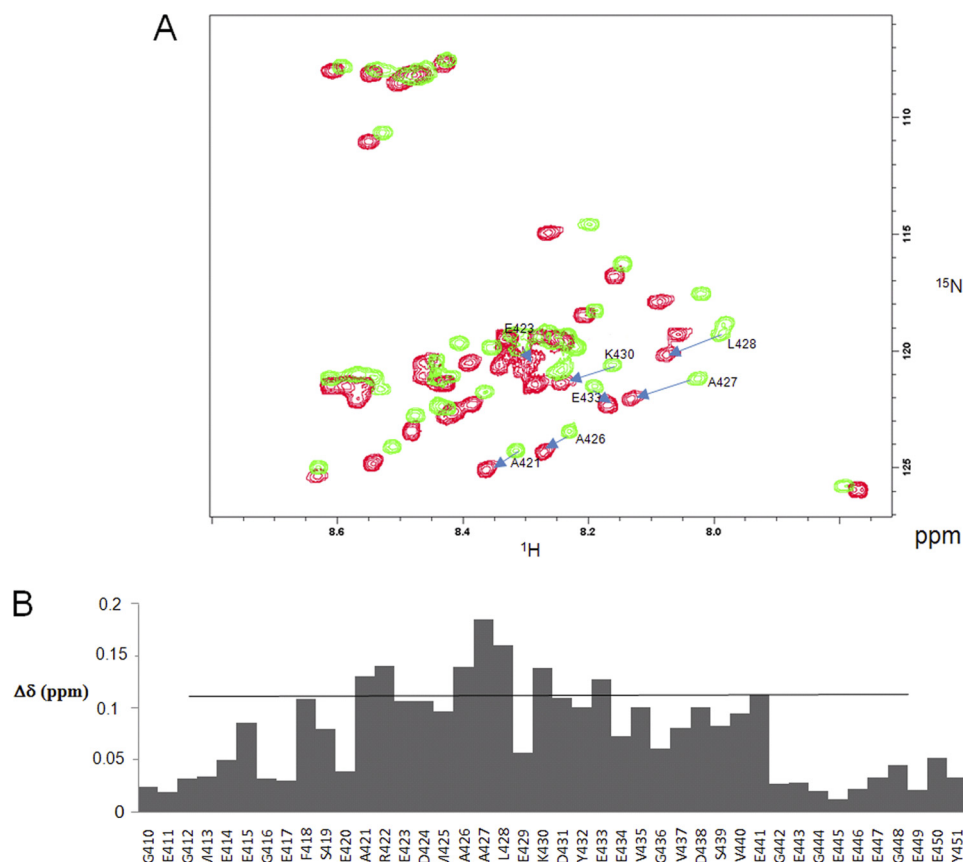 A
110
115
15N
E423
120
K430
L428
E433
A427
A426
A421
125
8.6
8.4
8.2
8.0
1H
ppm
B
0.2
0.15
Δδ (ppm)
0.1
0.05
0
G410
E411
G412
M413
E414
E415
G416
E417
F418
S419
E420
A421
R422
E423
D424
M425
A426
A427
L428
E429
K430
D431
Y432
E433
E434
V435
G436
V437
D438
S439
V440
E441
G442
E443
G444
E445
E446
E447
G448
E449
E450
Y451